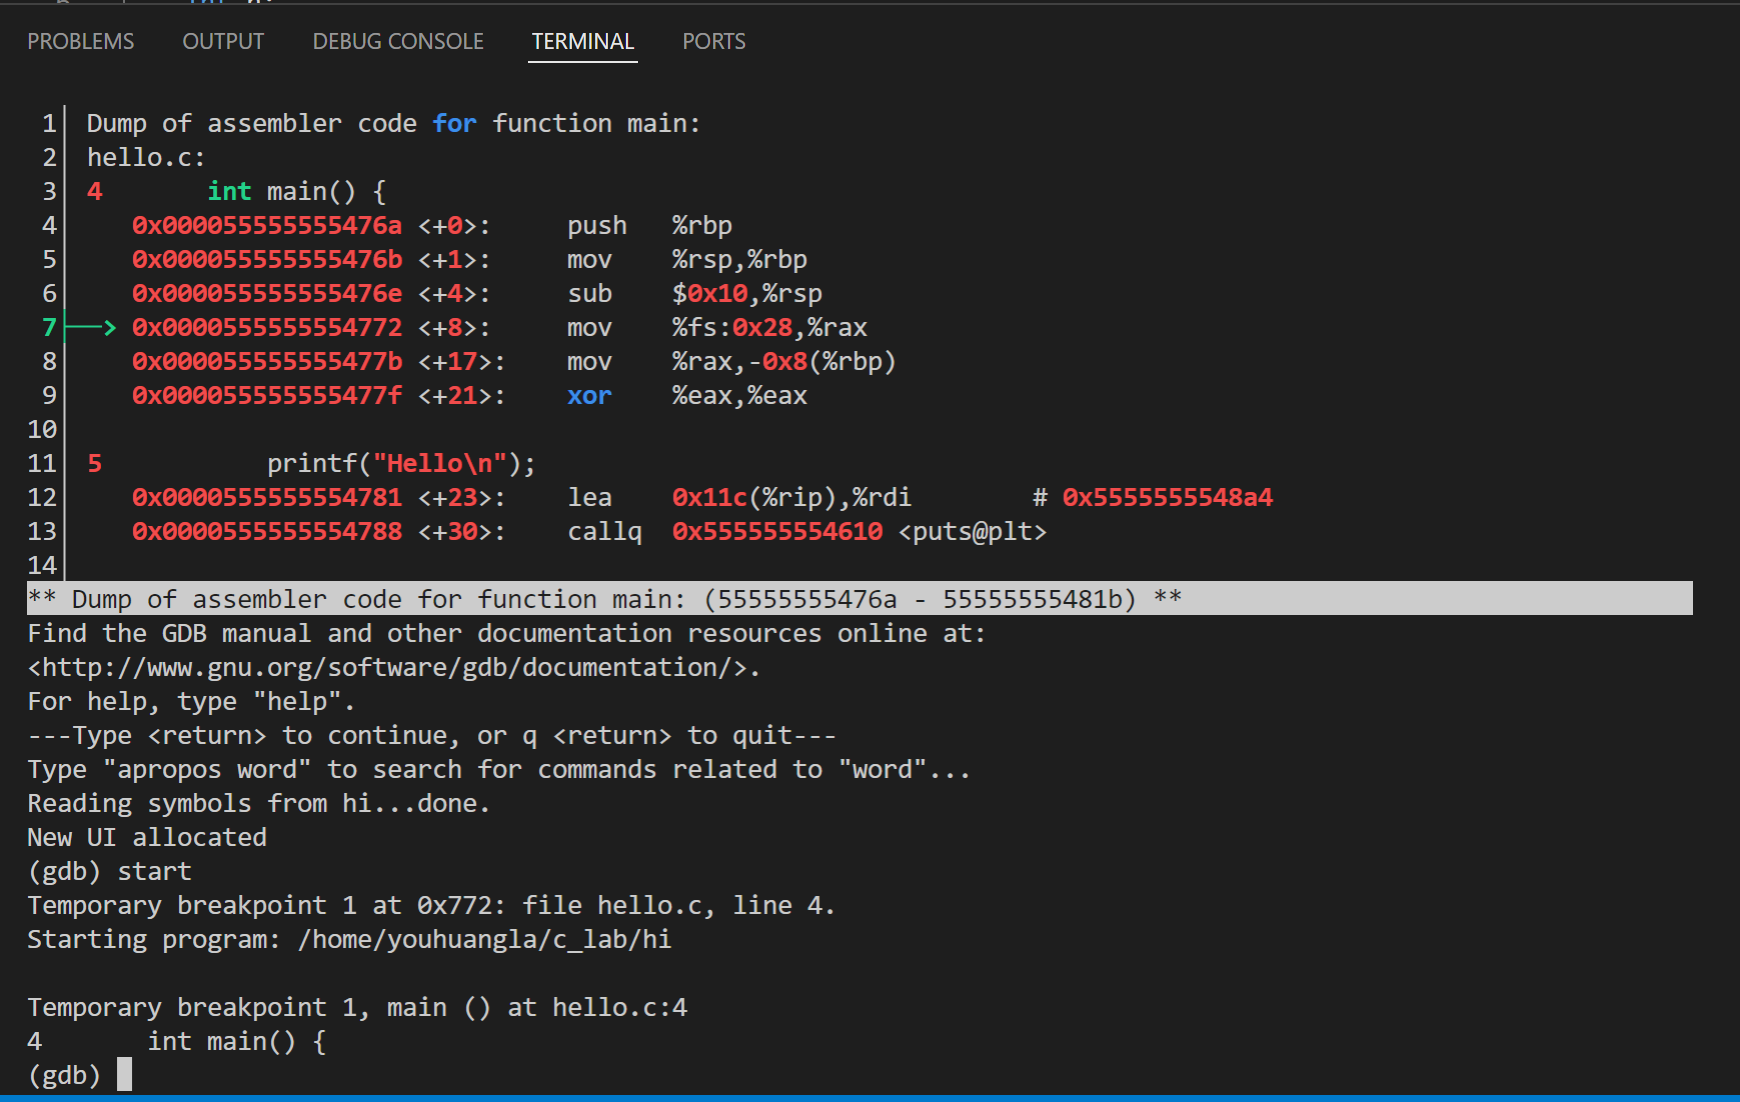 PROBLEMS OUTPUT DEBUG CONSOLE TERMINAL PORTS
1 Dump of assembler code for function main:
2 hello.c:
3 4       int main() {
4    0x000055555555476a <+0>:     push   %rbp
5    0x000055555555476b <+1>:     mov    %rsp,%rbp
6    0x000055555555476e <+4>:     sub    $0x10,%rsp
7──> 0x0000555555554772 <+8>:     mov    %fs:0x28,%rax
8    0x000055555555477b <+17>:    mov    %rax,-0x8(%rbp)
9    0x000055555555477f <+21>:    xor    %eax,%eax
10
11 5           printf("Hello\n");
12    0x0000555555554781 <+23>:    lea    0x11c(%rip),%rdi        # 0x5555555548a4
13    0x0000555555554788 <+30>:    callq  0x555555554610 <puts@plt>
14
** Dump of assembler code for function main: (55555555476a - 55555555481b) **
Find the GDB manual and other documentation resources online at:
<http://www.gnu.org/software/gdb/documentation/>.
For help, type "help".
---Type <return> to continue, or q <return> to quit---
Type "apropos word" to search for commands related to "word"...
Reading symbols from hi...done.
New UI allocated
(gdb) start
Temporary breakpoint 1 at 0x772: file hello.c, line 4.
Starting program: /home/youhuangla/c_lab/hi

Temporary breakpoint 1, main () at hello.c:4
4       int main() {
(gdb)